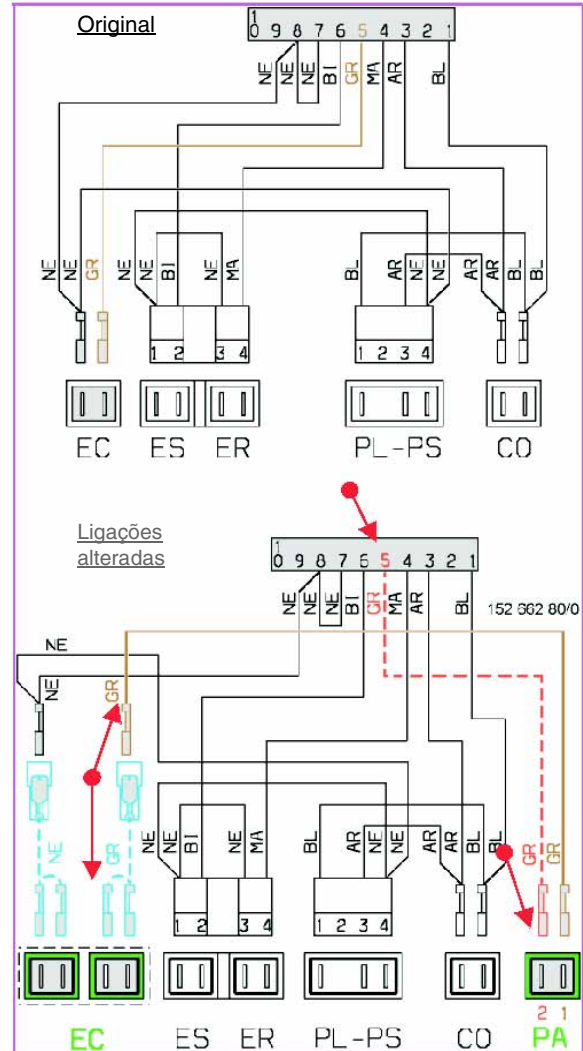 Original
1
0 9 8 7 6 5 4 3 2 1
NE NE NE BI GR MA AR BL
NE NE GR NE NE BI NE MA BL AR NE NE AR AR BL BL
1 2 3 4 1 2 3 4
EC ES ER PL-PS CO
Ligações
alteradas
1
0 9 8 7 6 5 4 3 2 1
NE NE NE BI GR MA AR BL 152 662 80/0
NE
NE GR
NE GR NE NE BI NE MA BL AR NE NE AR AR BL BL GR GR
1 2 3 4 1 2 3 4
2 1
EC ES ER PL-PS CO PA